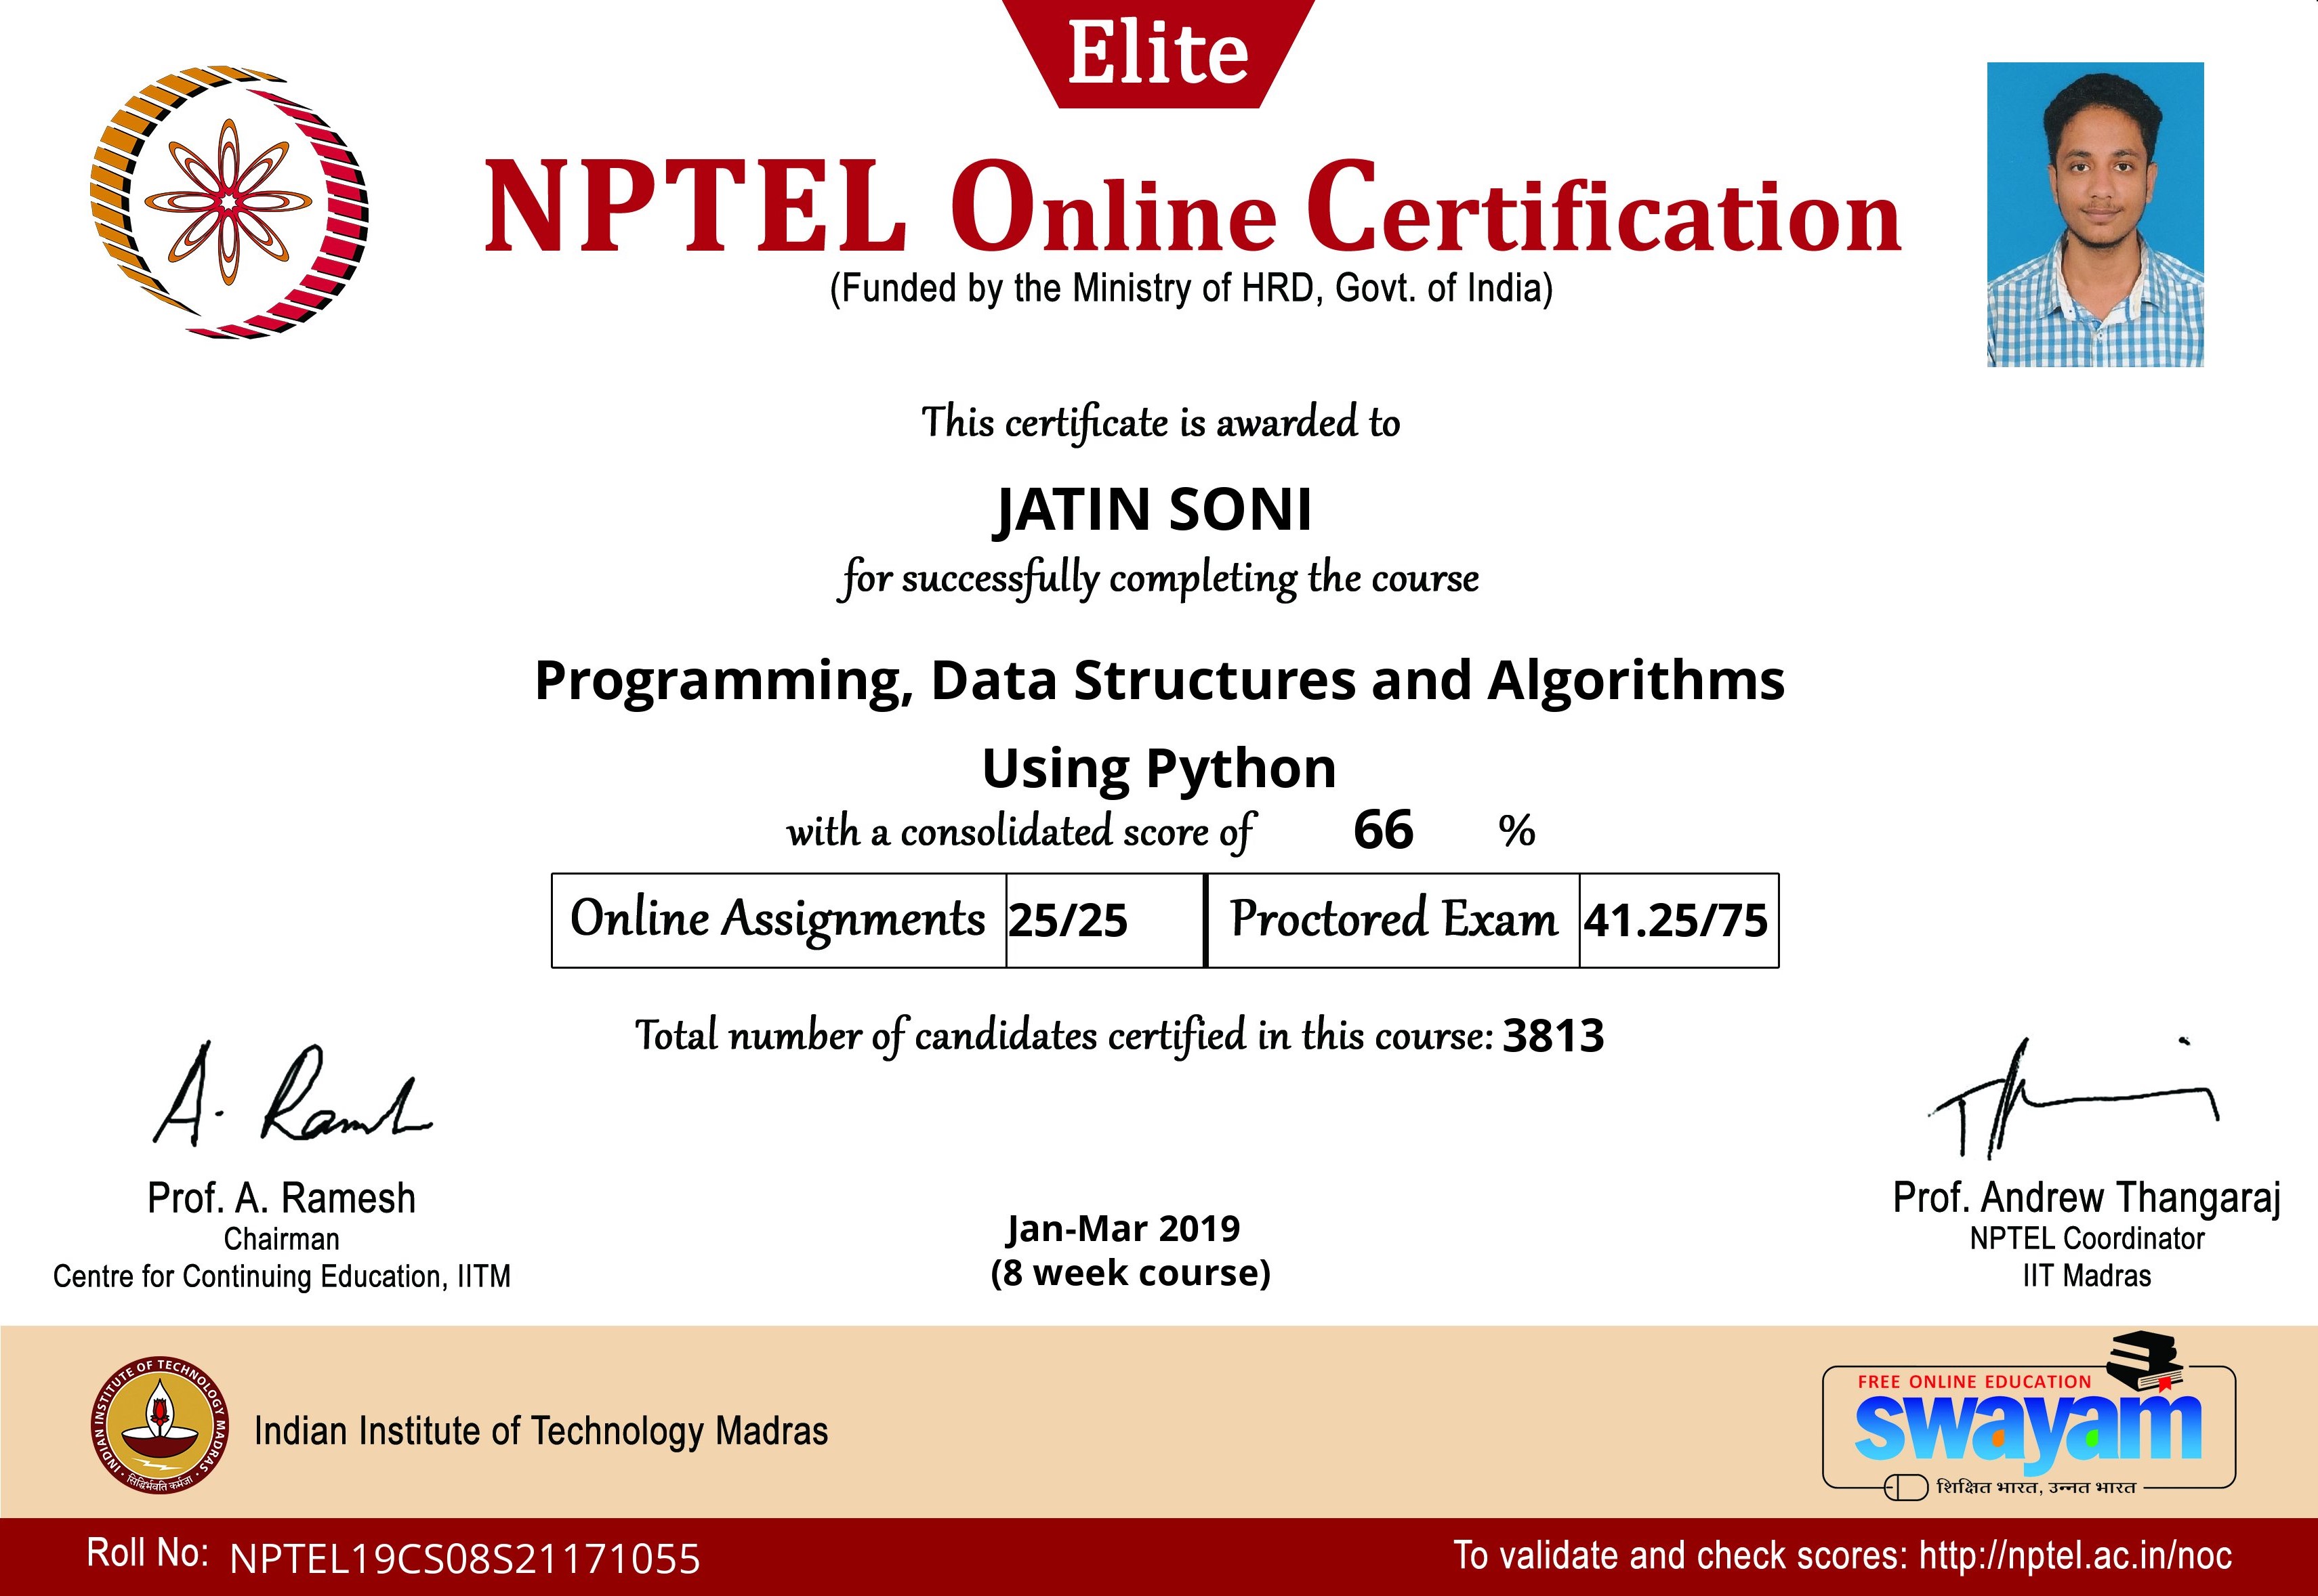 Elite
NPTEL Online Certification
(Funded by the Ministry of HRD, Govt. of India)
This certificate is awarded to
JATIN SONI
for successfully completing the course
Programming, Data Structures and Algorithms
Using Python
with a consolidated score of 66 %
Online Assignments 25/25 Proctored Exam 41.25/75
Total number of candidates certified in this course: 3813
A. Ramesh
Prof. A. Ramesh
Chairman
Centre for Continuing Education, IITM
Jan-Mar 2019
(8 week course)
Prof. Andrew Thangaraj
NPTEL Coordinator
IIT Madras
INDIAN INSTITUTE OF TECHNOLOGY MADRAS
सिद्धिर्भवति कर्मजा
Indian Institute of Technology Madras
FREE ONLINE EDUCATION
swayam
शिक्षित भारत, उन्नत भारत
Roll No: NPTEL19CS08S21171055
To validate and check scores: http://nptel.ac.in/noc